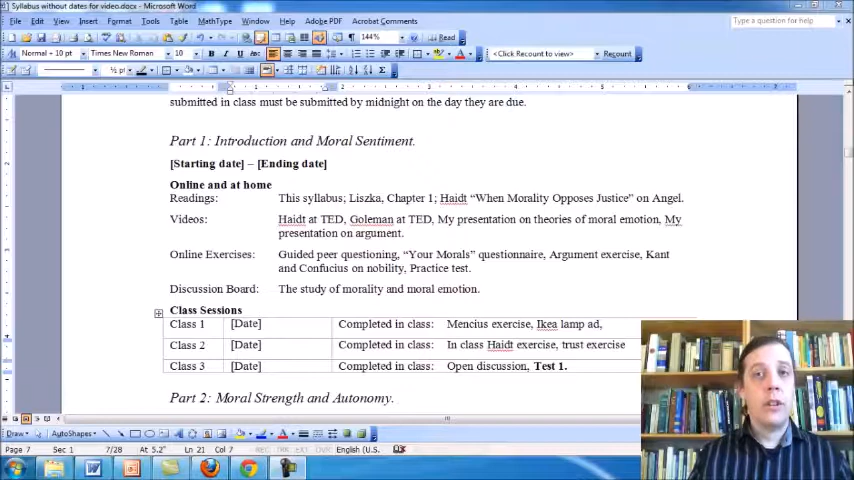 Syllabus without dates for video.docx - Microsoft Word
File Edit View Insert Format Tools Table MathType Window Help Adobe PDF Acrobat Comments
Type a question for help
Normal + 10 pt Times New Roman 10 B I U 144% Read
<Click Recount to view> Recount
½ pt
submitted in class must be submitted by midnight on the day they are due.
Part 1: Introduction and Moral Sentiment.
[Starting date] – [Ending date]
Online and at home
Readings: This syllabus; Liszka, Chapter 1; Haidt “When Morality Opposes Justice” on Angel.
Videos: Haidt at TED, Goleman at TED, My presentation on theories of moral emotion, My
presentation on argument.
Online Exercises: Guided peer questioning, “Your Morals” questionnaire, Argument exercise, Kant
and Confucius on nobility, Practice test.
Discussion Board: The study of morality and moral emotion.
Class Sessions
Class 1 [Date] Completed in class: Mencius exercise, Ikea lamp ad,
Class 2 [Date] Completed in class: In class Haidt exercise, trust exercise
Class 3 [Date] Completed in class: Open discussion, Test 1.
Part 2: Moral Strength and Autonomy.
Draw AutoShapes
Page 7 Sec 1 7/28 At 5.2" Ln 21 Col 7 REC TRK EXT OVR English (U.S.